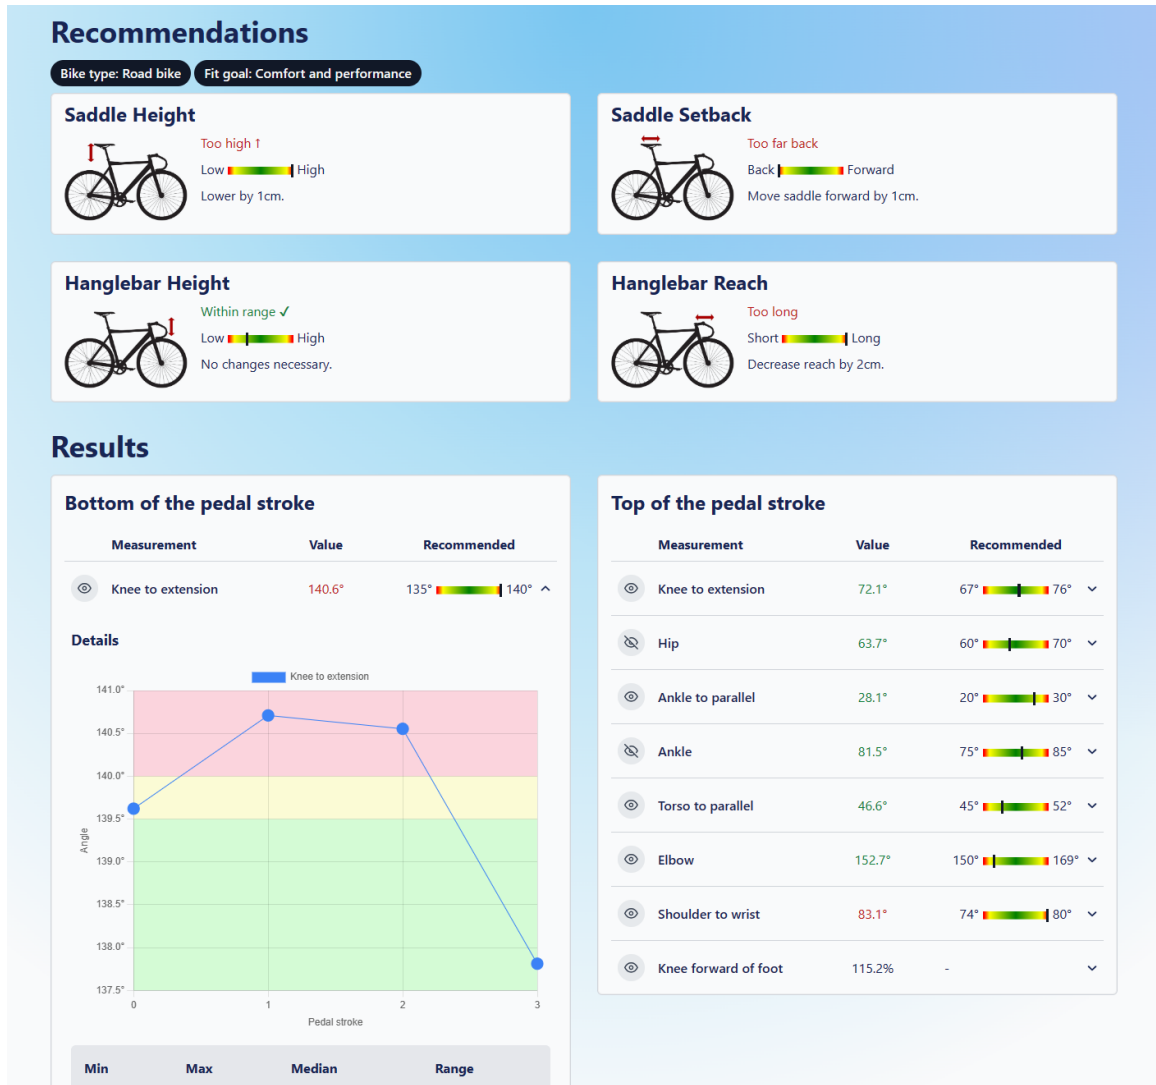 Recommendations
Bike type: Road bike
Fit goal: Comfort and performance
Saddle Height
Too high ↑
Low High
Lower by 1cm.
Saddle Setback
Too far back
Back Forward
Move saddle forward by 1cm.
Hanglebar Height
Within range ✓
Low High
No changes necessary.
Hanglebar Reach
Too long
Short Long
Decrease reach by 2cm.
Results
Bottom of the pedal stroke
Measurement Value Recommended
Knee to extension 140.6° 135° 140°
Details
Knee to extension
141.0°
140.5°
140.0°
139.5°
139.0°
138.5°
138.0°
137.5°
Angle
0 1 2 3
Pedal stroke
Min Max Median Range
Top of the pedal stroke
Measurement Value Recommended
Knee to extension 72.1° 67° 76°
Hip 63.7° 60° 70°
Ankle to parallel 28.1° 20° 30°
Ankle 81.5° 75° 85°
Torso to parallel 46.6° 45° 52°
Elbow 152.7° 150° 169°
Shoulder to wrist 83.1° 74° 80°
Knee forward of foot 115.2% -